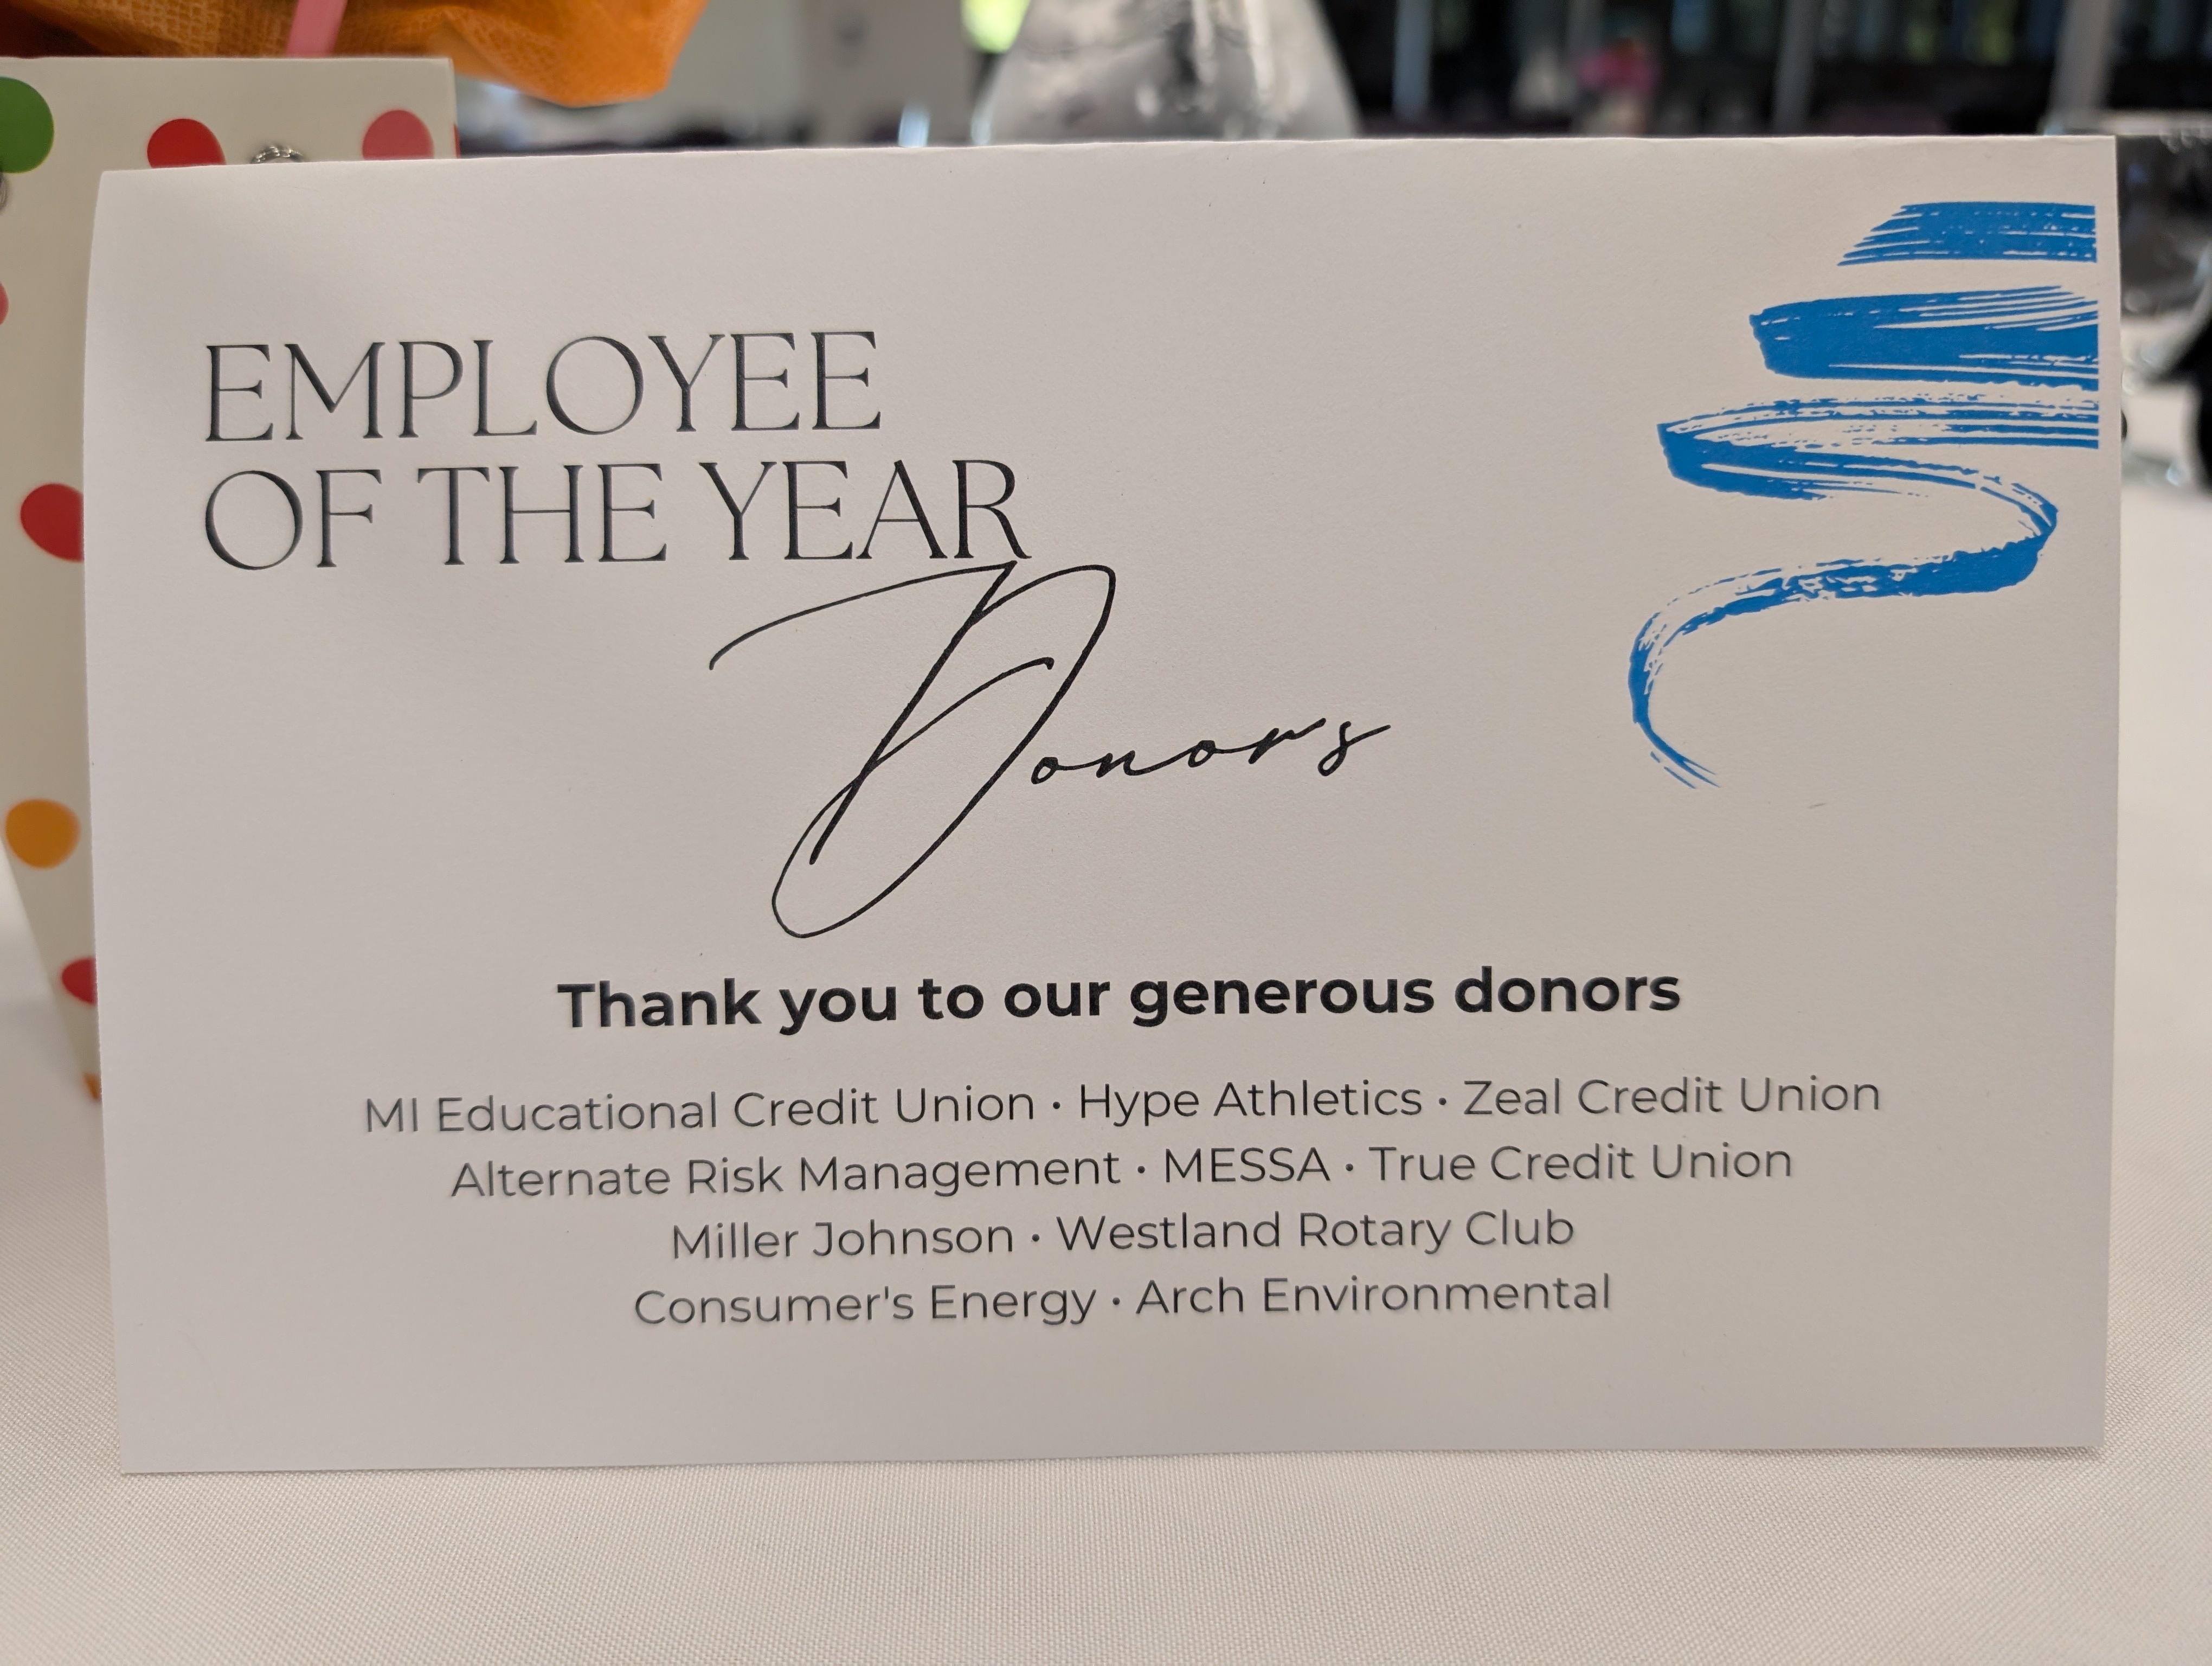 EMPLOYEE
OF THE YEAR
Donors
Thank you to our generous donors
MI Educational Credit Union · Hype Athletics · Zeal Credit Union
Alternate Risk Management · MESSA · True Credit Union
Miller Johnson · Westland Rotary Club
Consumer's Energy · Arch Environmental